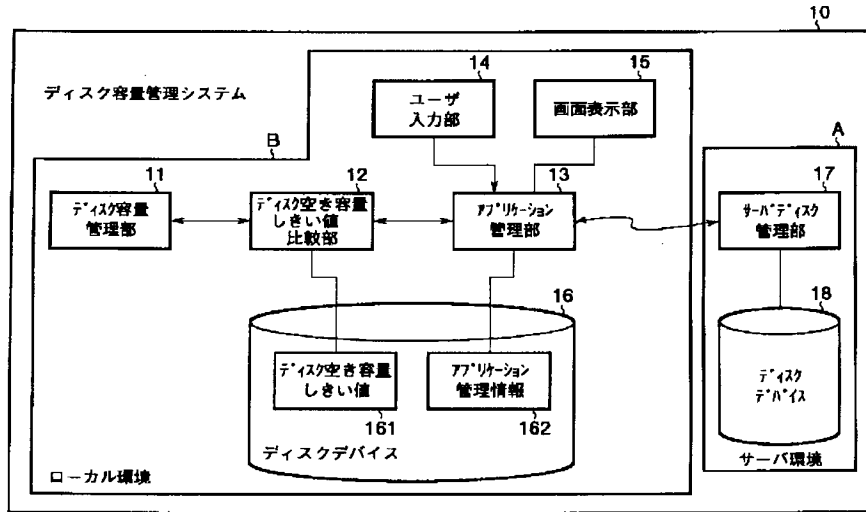 10
ディスク容量管理システム
14
ユーザ
入力部
15
画面表示部
B
A
11
ディスク容量
管理部
12
ディスク空き容量
しきい値
比較部
13
アプリケーション
管理部
17
サーバディスク
管理部
16
ディスク空き容量
しきい値
161
アプリケーション
管理情報
162
ディスクデバイス
18
ディスク
デバイス
ローカル環境
サーバ環境